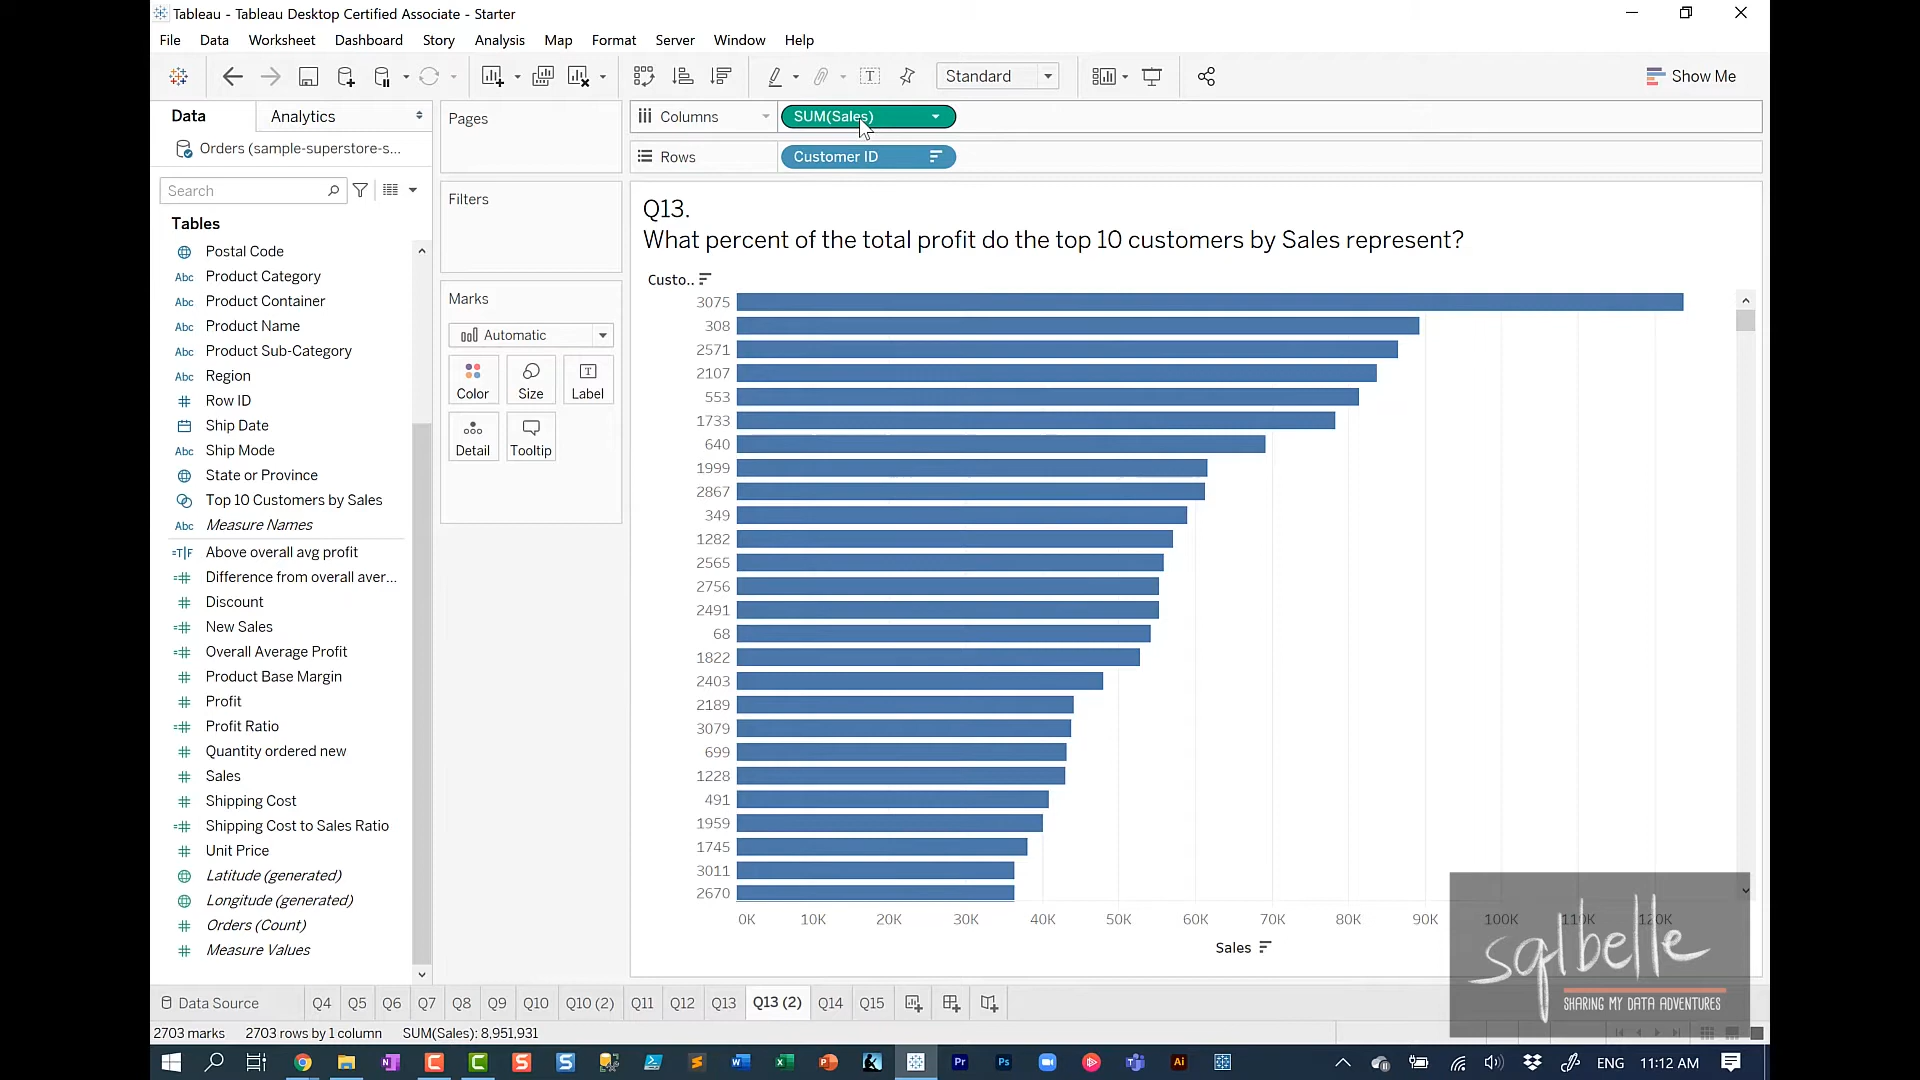 Tableau - Tableau Desktop Certified Associate - Starter
File Data Worksheet Dashboard Story Analysis Map Format Server Window Help
Standard
Show Me
Data
Analytics
Orders (sample-superstore-s...
Search
Tables
Postal Code
Abc Product Category
Abc Product Container
Abc Product Name
Abc Product Sub-Category
Abc Region
# Row ID
Ship Date
Abc Ship Mode
State or Province
Top 10 Customers by Sales
Abc Measure Names
=T|F Above overall avg profit
=# Difference from overall aver...
# Discount
=# New Sales
=# Overall Average Profit
# Product Base Margin
# Profit
=# Profit Ratio
# Quantity ordered new
# Sales
# Shipping Cost
=# Shipping Cost to Sales Ratio
# Unit Price
Latitude (generated)
Longitude (generated)
# Orders (Count)
# Measure Values
Pages
Filters
Marks
Automatic
Color Size Label
Detail Tooltip
Columns SUM(Sales)
Rows Customer ID
Q13.
What percent of the total profit do the top 10 customers by Sales represent?
Custo..
3075
308
2571
2107
553
1733
640
1999
2867
349
1282
2565
2756
2491
68
1822
2403
2189
3079
699
1228
491
1959
1745
3011
2670
0K 10K 20K 30K 40K 50K 60K 70K 80K 90K 100K 110K 120K
Sales
sqlbelle
SHARING MY DATA ADVENTURES
Data Source Q4 Q5 Q6 Q7 Q8 Q9 Q10 Q10 (2) Q11 Q12 Q13 Q13 (2) Q14 Q15
2703 marks 2703 rows by 1 column SUM(Sales): 8,951,931
ENG 11:12 AM